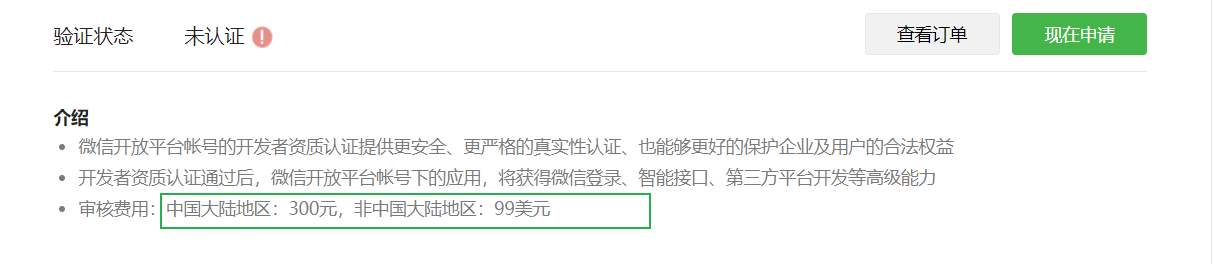 验证状态 未认证 查看订单 现在申请
介绍
微信开放平台帐号的开发者资质认证提供更安全、更严格的真实性认证、也能够更好的保护企业及用户的合法权益
开发者资质认证通过后，微信开放平台帐号下的应用，将获得微信登录、智能接口、第三方平台开发等高级能力
审核费用：中国大陆地区：300元，非中国大陆地区：99美元